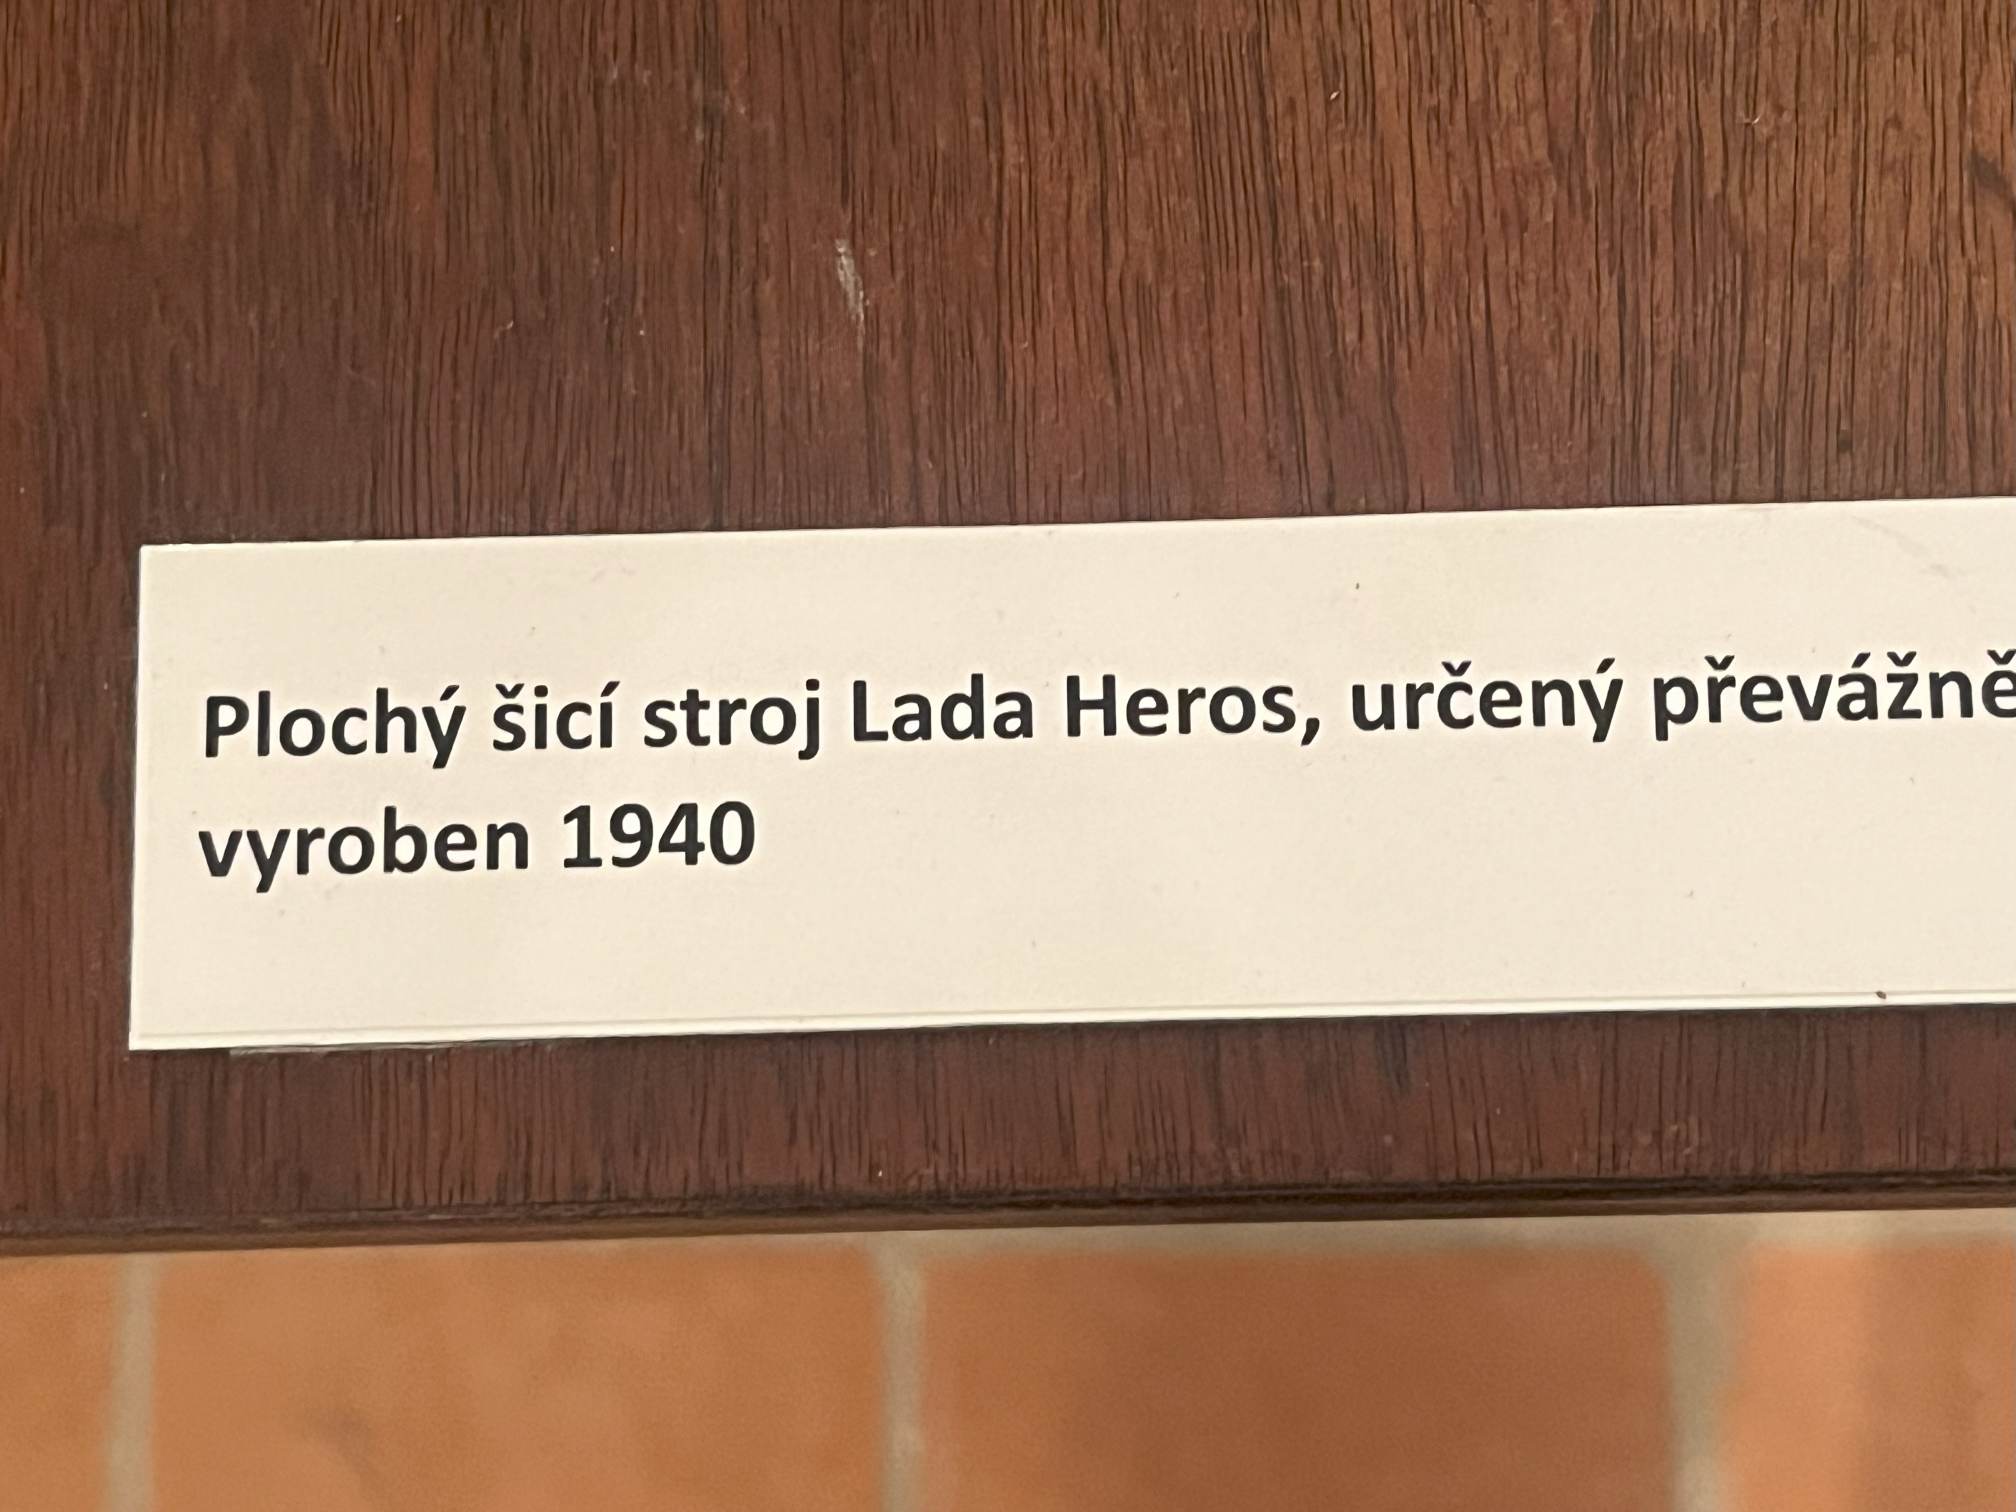 Plochý šicí stroj Lada Heros, určený převážně
vyroben 1940